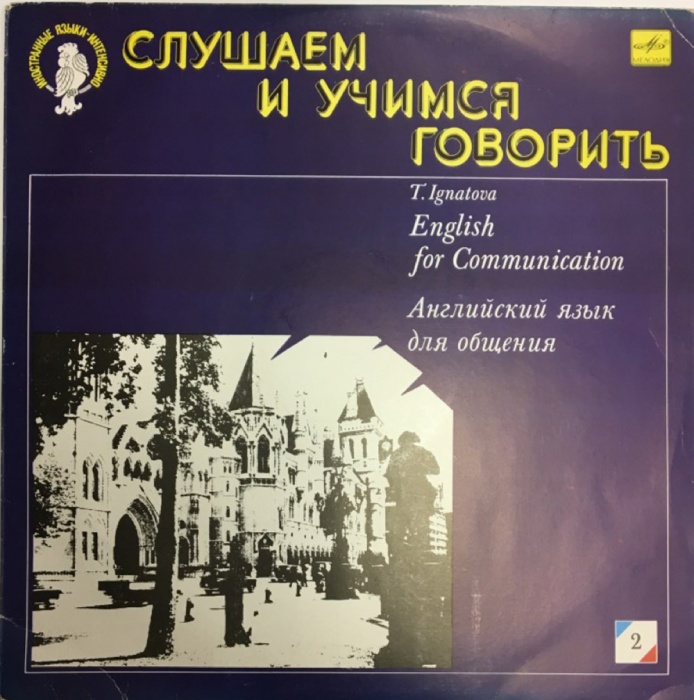 ИНОСТРАННЫЕ ЯЗЫКИ-ИНТЕНСИВНО
СЛУШАЕМ
И УЧИМСЯ
ГОВОРИТЬ
МЕЛОДИЯ
T. Ignatova
English
for Communication
Английский язык
для общения
2